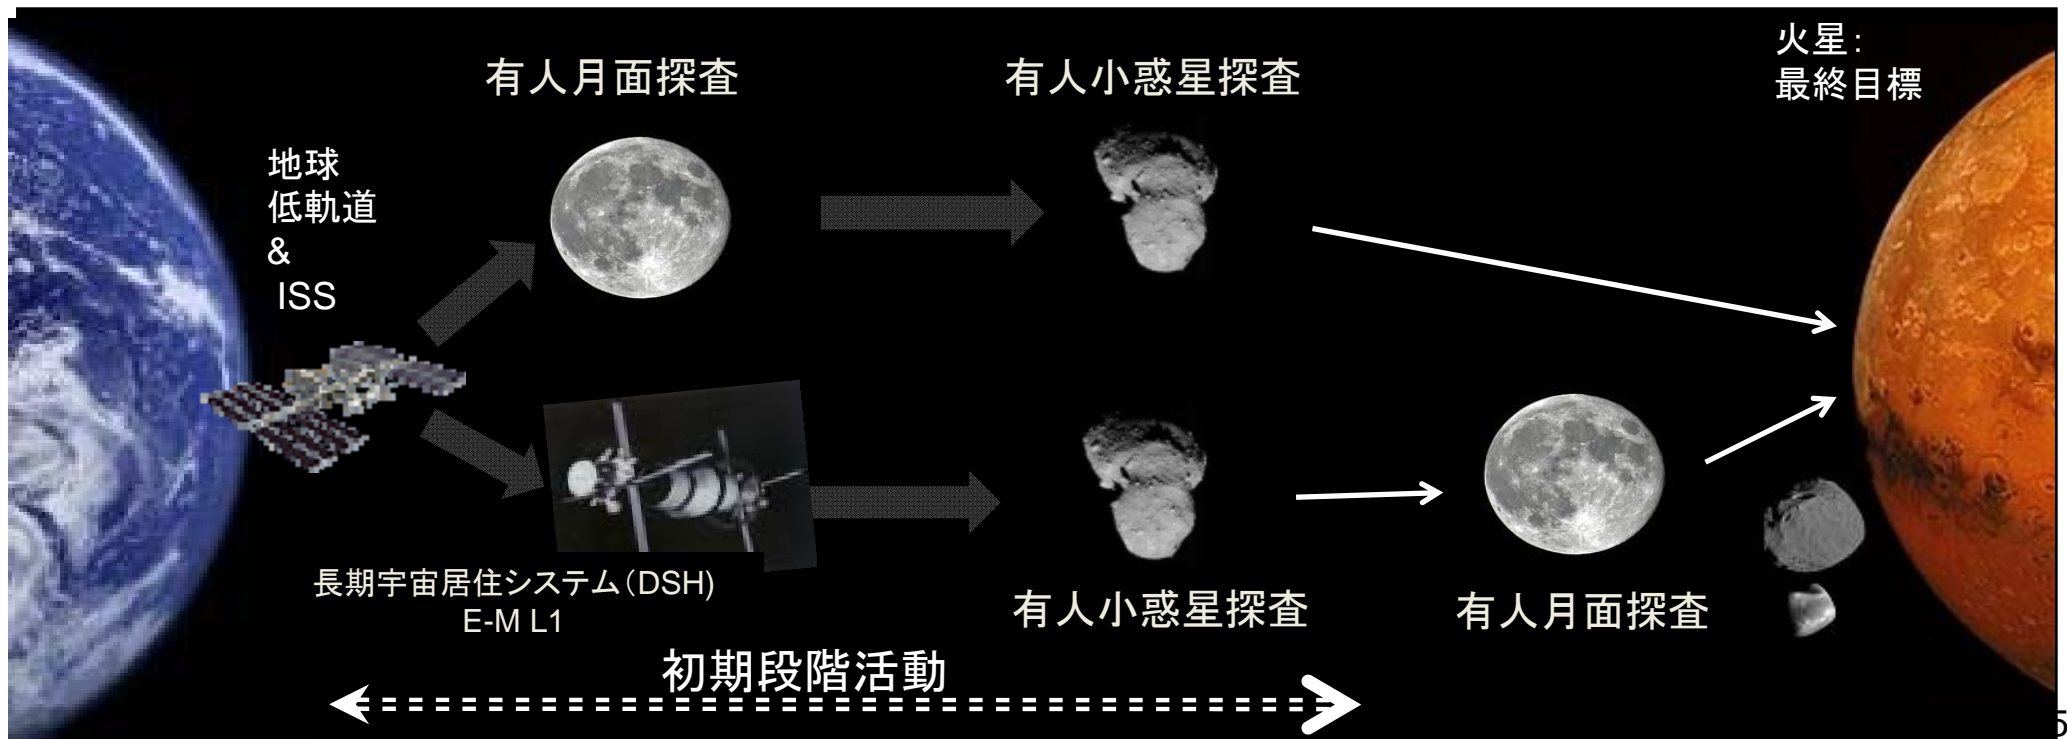 有人月面探査
有人小惑星探査
火星:
最終目標
地球
低軌道
&
ISS
長期宇宙居住システム(DSH)
E-M L1
有人小惑星探査
有人月面探査
初期段階活動
5